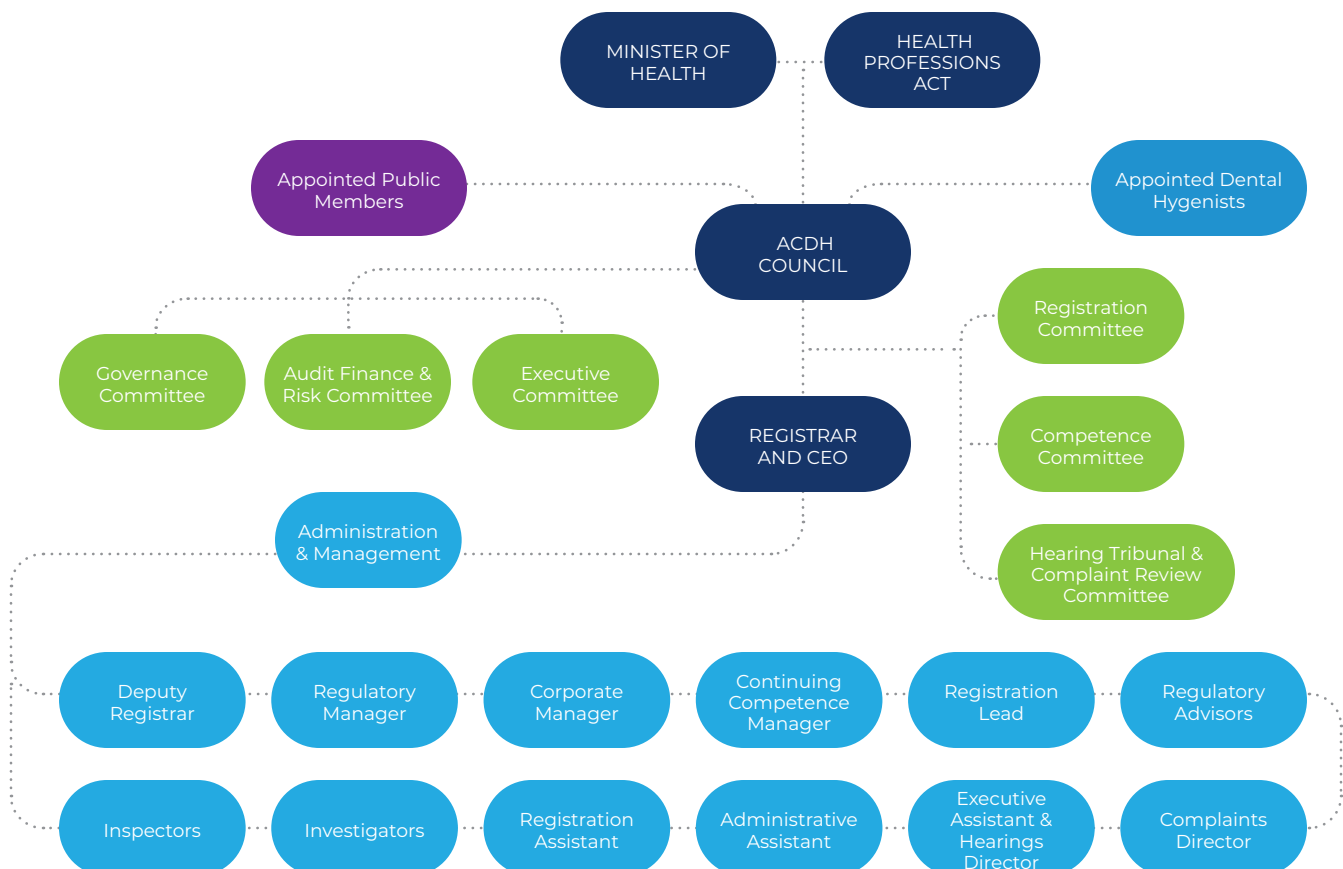 MINISTER OF
HEALTH
HEALTH
PROFESSIONS
ACT
Appointed Public
Members
Appointed Dental
Hygenists
ACDH
COUNCIL
Registration
Committee
Governance
Committee
Audit Finance &
Risk Committee
Executive
Committee
REGISTRAR
AND CEO
Competence
Committee
Administration
& Management
Hearing Tribunal &
Complaint Review
Committee
Deputy
Registrar
Regulatory
Manager
Corporate
Manager
Continuing
Competence
Manager
Registration
Lead
Regulatory
Advisors
Inspectors
Investigators
Registration
Assistant
Administrative
Assistant
Executive
Assistant &
Hearings
Director
Complaints
Director